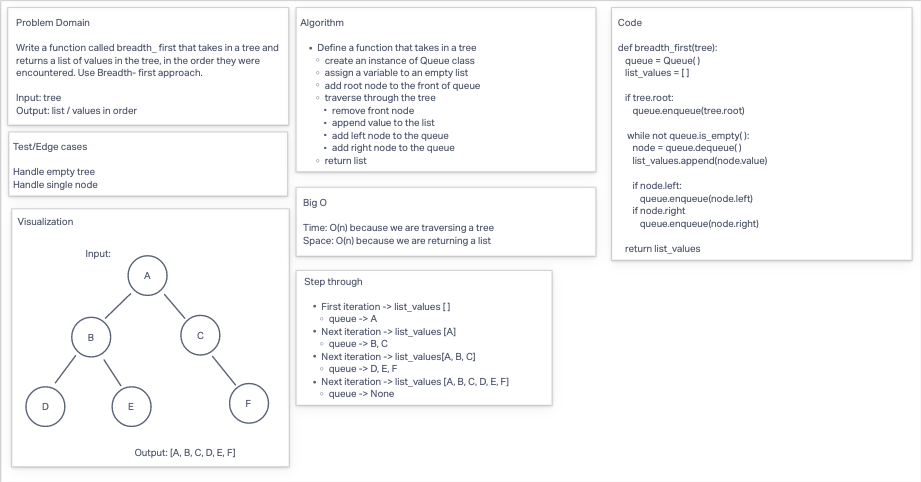 Problem Domain
Write a function called breadth_ first that takes in a tree and
returns a list of values in the tree, in the order they were
encountered. Use Breadth- first approach.
Input: tree
Output: list / values in order
Test/Edge cases
Handle empty tree
Handle single node
Visualization
Input:
A
B
C
D
E
F
Output: [A, B, C, D, E, F]
Algorithm
• Define a function that takes in a tree
◦ create an instance of Queue class
◦ assign a variable to an empty list
◦ add root node to the front of queue
◦ traverse through the tree
▪ remove front node
▪ append value to the list
▪ add left node to the queue
▪ add right node to the queue
◦ return list
Big O
Time: O(n) because we are traversing a tree
Space: O(n) because we are returning a list
Step through
• First iteration -> list_values [ ]
◦ queue -> A
• Next iteration -> list_values [A]
◦ queue -> B, C
• Next iteration -> list_values[A, B, C]
◦ queue -> D, E, F
• Next iteration -> list_values [A, B, C, D, E, F]
◦ queue -> None
Code
def breadth_first(tree):
queue = Queue( )
list_values = [ ]
if tree.root:
queue.enqueue(tree.root)
while not queue.is_empty( ):
node = queue.dequeue( )
list_values.append(node.value)
if node.left:
queue.enqueue(node.left)
if node.right
queue.enqueue(node.right)
return list_values